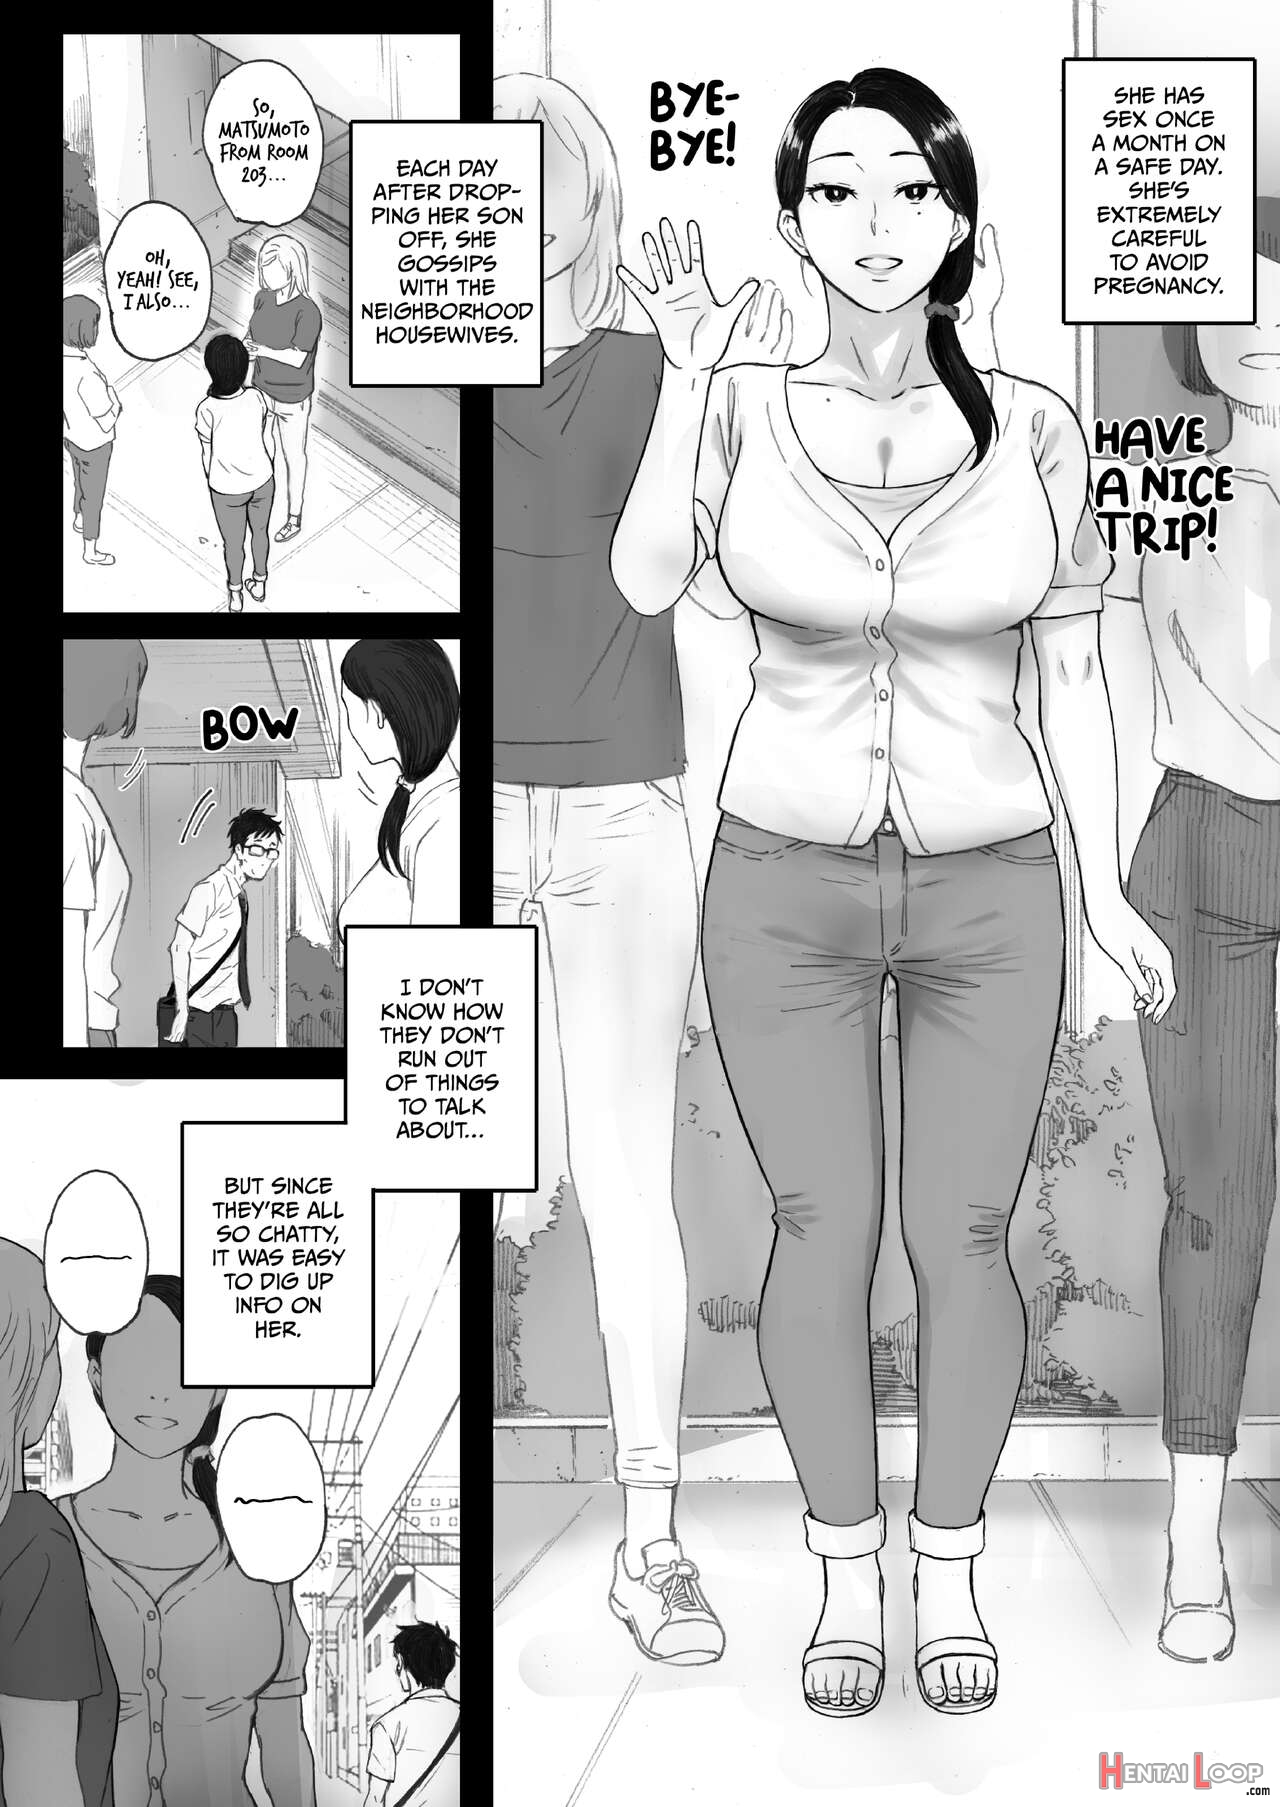 SHE HAS
SEX ONCE
A MONTH ON
A SAFE DAY.
SHE'S
EXTREMELY
CAREFUL
TO AVOID
PREGNANCY.
BYE-
BYE!
HAVE
A NICE
TRIP!
SO,
MATSUMOTO
FROM ROOM
203...
EACH DAY
AFTER DROP-
PING HER SON
OFF, SHE
GOSSIPS
WITH THE
NEIGHBORHOOD
HOUSEWIVES.
OH,
YEAH! SEE,
I ALSO...
BOW
I DON'T
KNOW HOW
THEY DON'T
RUN OUT
OF THINGS
TO TALK
ABOUT...
BUT SINCE
THEY'RE ALL
SO CHATTY,
IT WAS EASY
TO DIG UP
INFO ON
HER.
HENTAI LOOP
.com